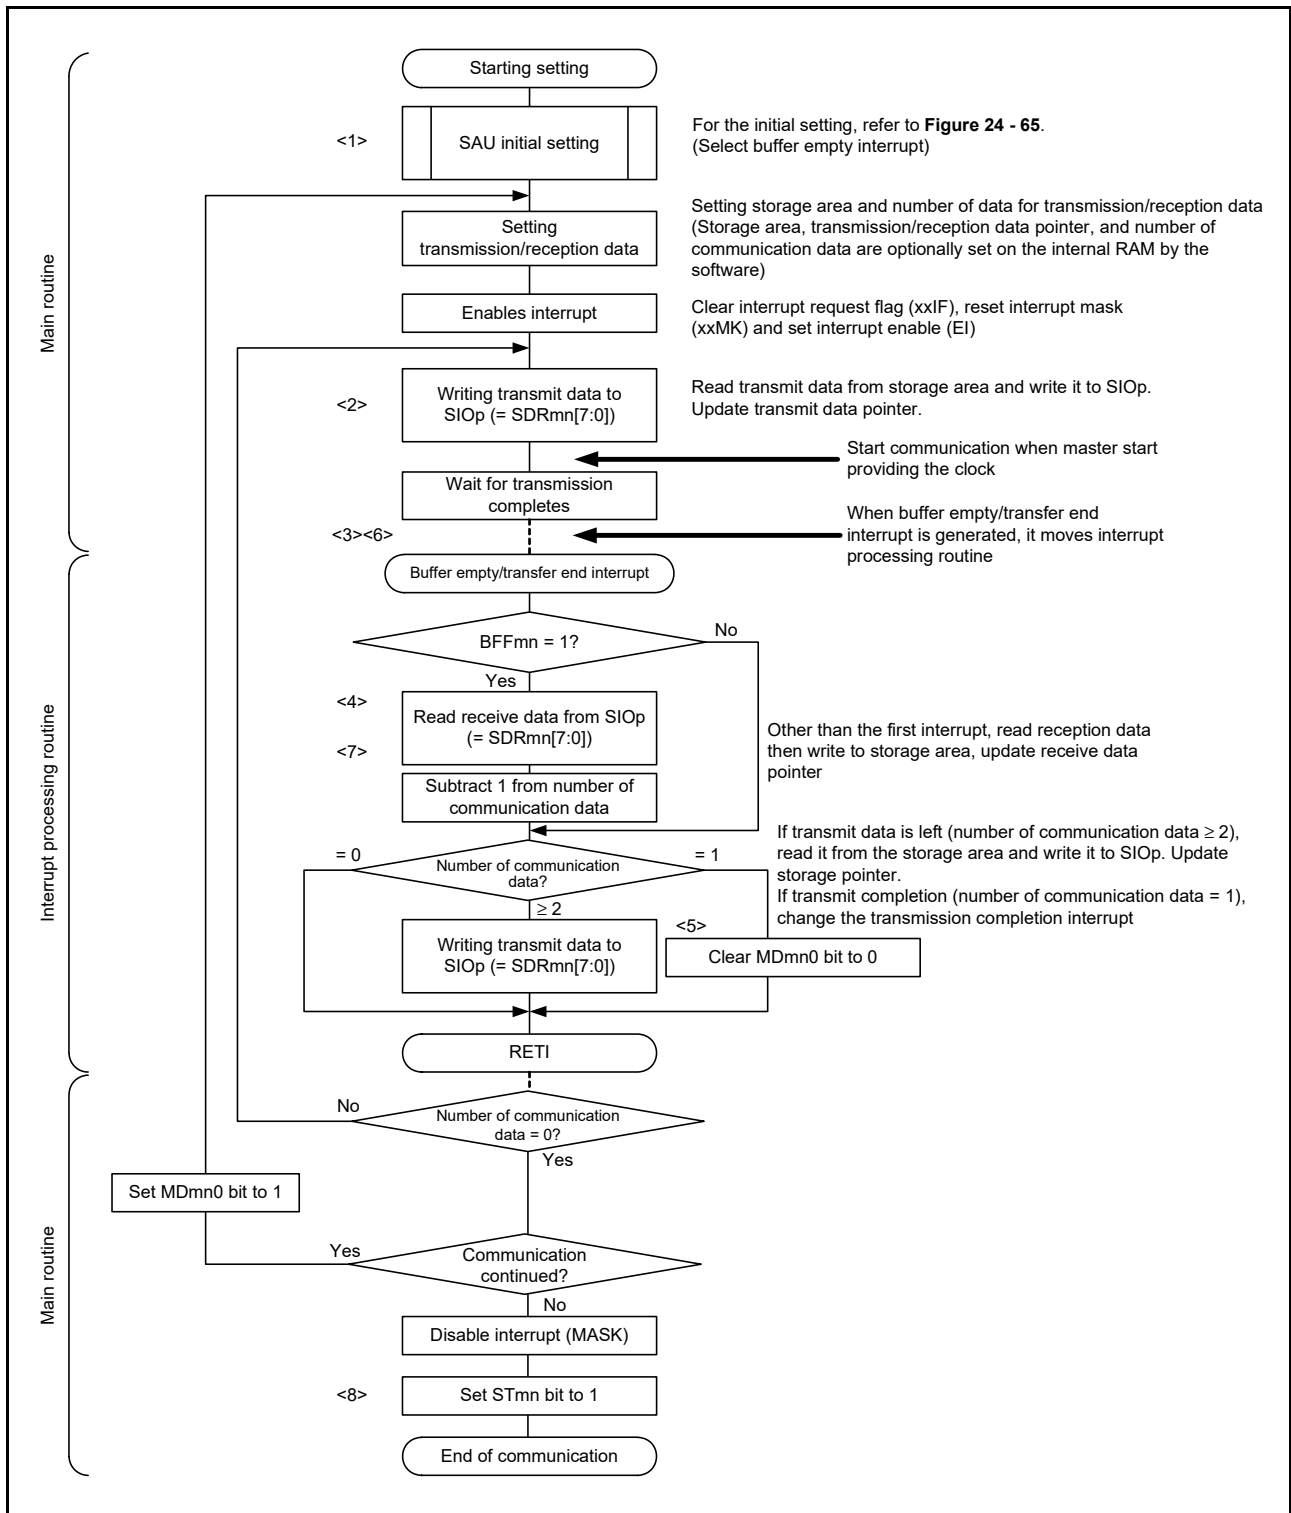 Starting setting
<1>
SAU initial setting
For the initial setting, refer to Figure 24 - 65.
(Select buffer empty interrupt)
Main routine
Setting
transmission/reception data
Setting storage area and number of data for transmission/reception data
(Storage area, transmission/reception data pointer, and number of
communication data are optionally set on the internal RAM by the
software)
Enables interrupt
Clear interrupt request flag (xxIF), reset interrupt mask
(xxMK) and set interrupt enable (EI)
<2>
Writing transmit data to
SIOp (= SDRmn[7:0])
Read transmit data from storage area and write it to SIOp.
Update transmit data pointer.
Start communication when master start
providing the clock
Wait for transmission
completes
<3><6>
When buffer empty/transfer end
interrupt is generated, it moves interrupt
processing routine
Buffer empty/transfer end interrupt
Interrupt processing routine
BFFmn = 1?
No
Yes
<4>
Read receive data from SIOp
(= SDRmn[7:0])
<7>
Other than the first interrupt, read reception data
then write to storage area, update receive data
pointer
Subtract 1 from number of
communication data
= 0
Number of communication
data?
= 1
≥ 2
If transmit data is left (number of communication data ≥ 2),
read it from the storage area and write it to SIOp. Update
storage pointer.
If transmit completion (number of communication data = 1),
change the transmission completion interrupt
Writing transmit data to
SIOp (= SDRmn[7:0])
<5>
Clear MDmn0 bit to 0
RETI
No
Number of communication
data = 0?
Yes
Set MDmn0 bit to 1
Main routine
Yes
Communication
continued?
No
Disable interrupt (MASK)
<8>
Set STmn bit to 1
End of communication